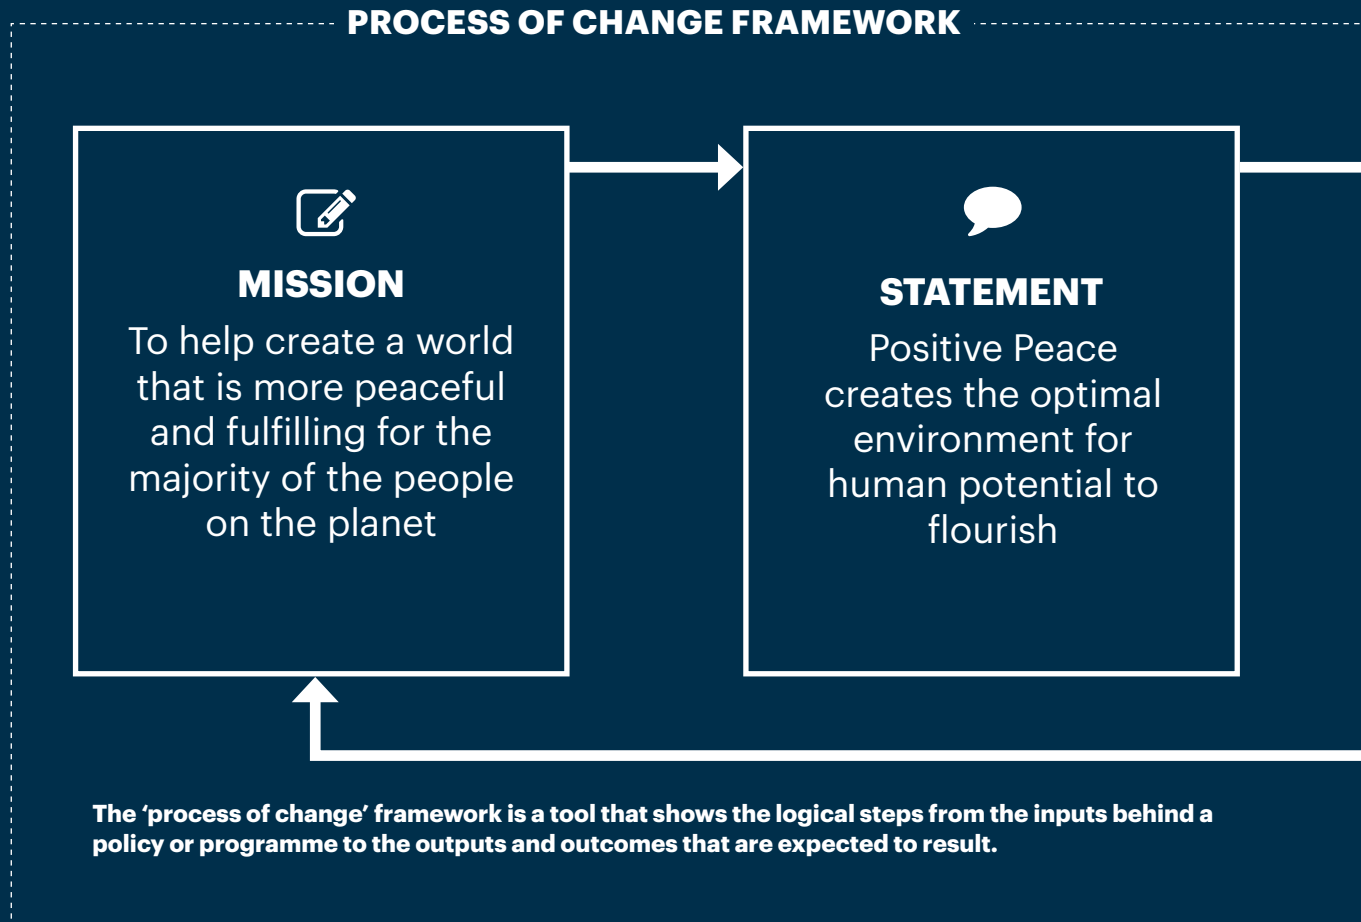 PROCESS OF CHANGE FRAMEWORK
MISSION
To help create a world
that is more peaceful
and fulfilling for the
majority of the people
on the planet
STATEMENT
Positive Peace
creates the optimal
environment for
human potential to
flourish
The ‘process of change’ framework is a tool that shows the logical steps from the inputs behind a
policy or programme to the outputs and outcomes that are expected to result.